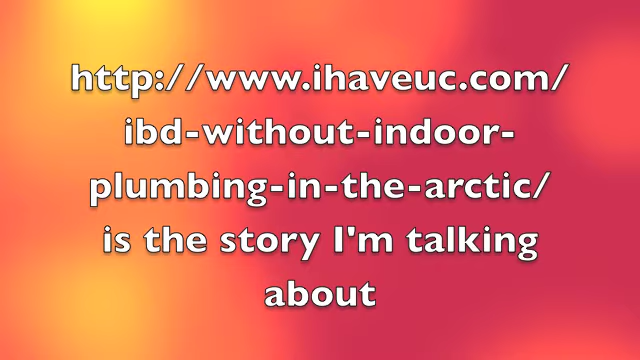 http://www.ihaveuc.com/
ibd-without-indoor-
plumbing-in-the-arctic/
is the story I'm talking
about